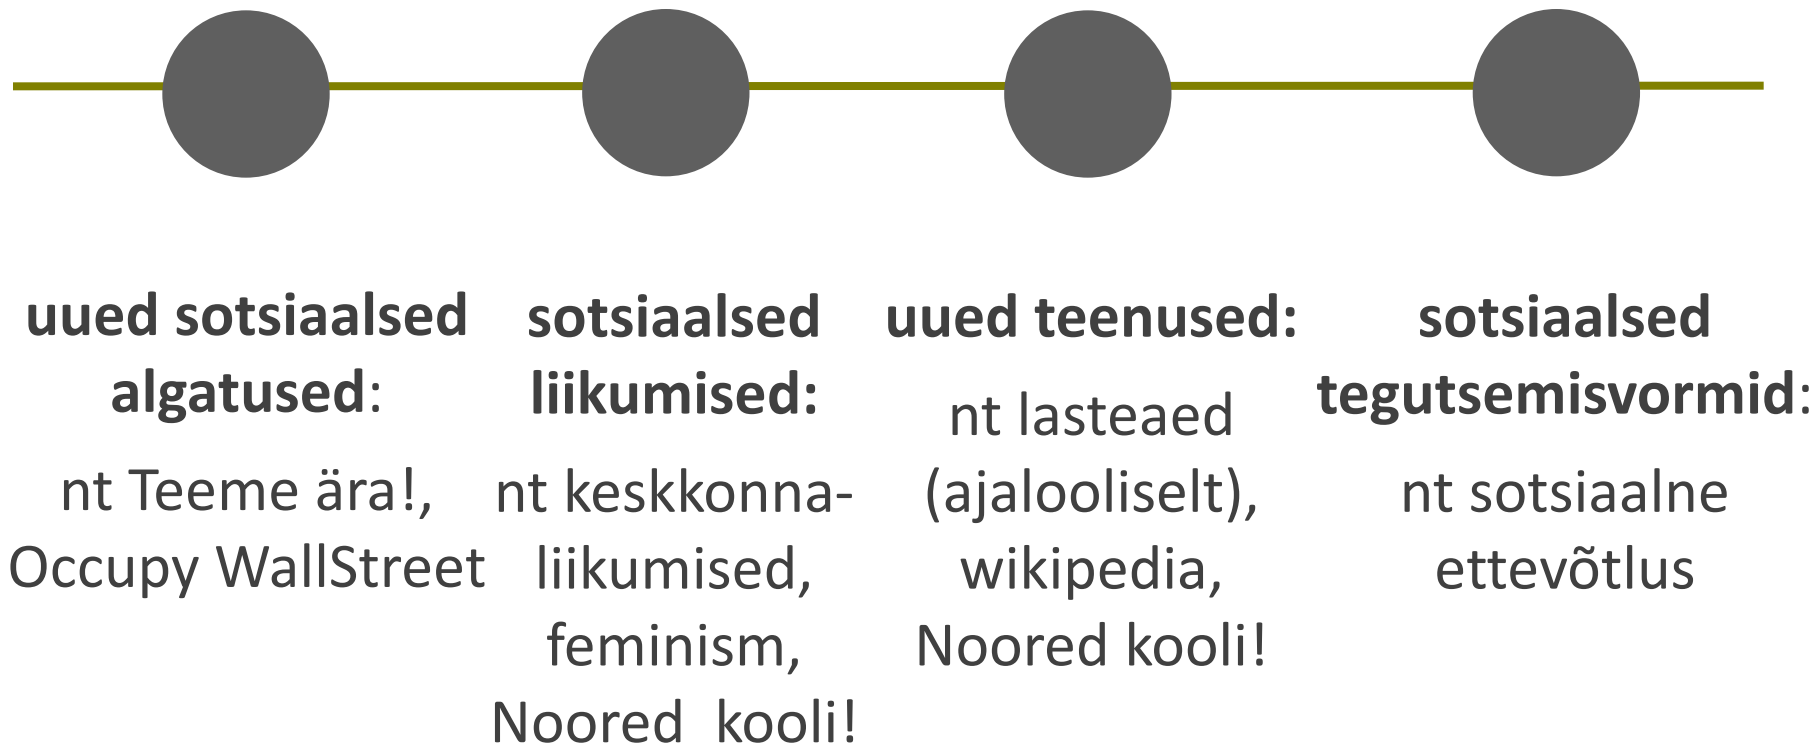 uued sotsiaalsed
algatused:
nt Teeme ära!,
Occupy WallStreet
sotsiaalsed
liikumised:
nt keskkonna-
liikumised,
feminism,
Noored kooli!
uued teenused:
nt lasteaed
(ajalooliselt),
wikipedia,
Noored kooli!
sotsiaalsed
tegutsemisvormid:
nt sotsiaalne
ettevõtlus